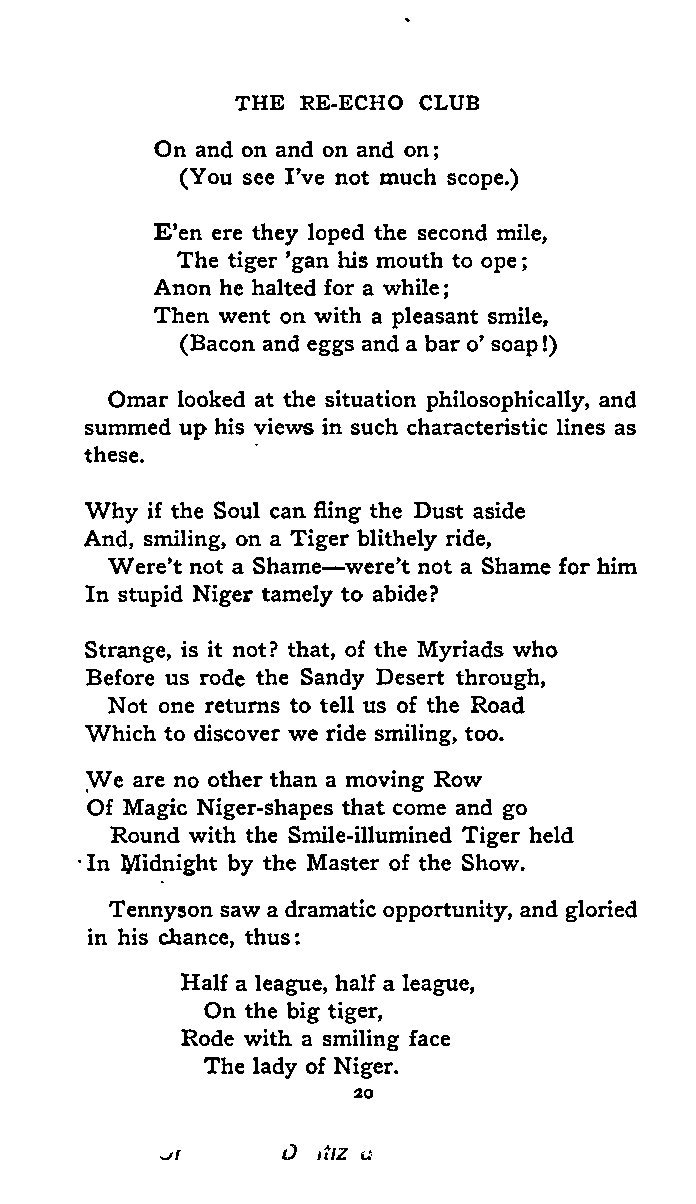 THE RE-ECHO CLUB
On and on and on and on;
(You see I've not much scope.)
E'en ere they loped the second mile,
The tiger 'gan his mouth to ope;
Anon he halted for a while;
Then went on with a pleasant smile,
(Bacon and eggs and a bar o' soap!)
Omar looked at the situation philosophically, and
summed up his views in such characteristic lines as
these.
Why if the Soul can fling the Dust aside
And, smiling, on a Tiger blithely ride,
Were't not a Shame—were't not a Shame for him
In stupid Niger tamely to abide?
Strange, is it not? that, of the Myriads who
Before us rode the Sandy Desert through,
Not one returns to tell us of the Road
Which to discover we ride smiling, too.
We are no other than a moving Row
Of Magic Niger-shapes that come and go
Round with the Smile-illumined Tiger held
In Midnight by the Master of the Show.
Tennyson saw a dramatic opportunity, and gloried
in his chance, thus:
Half a league, half a league,
On the big tiger,
Rode with a smiling face
The lady of Niger.
20